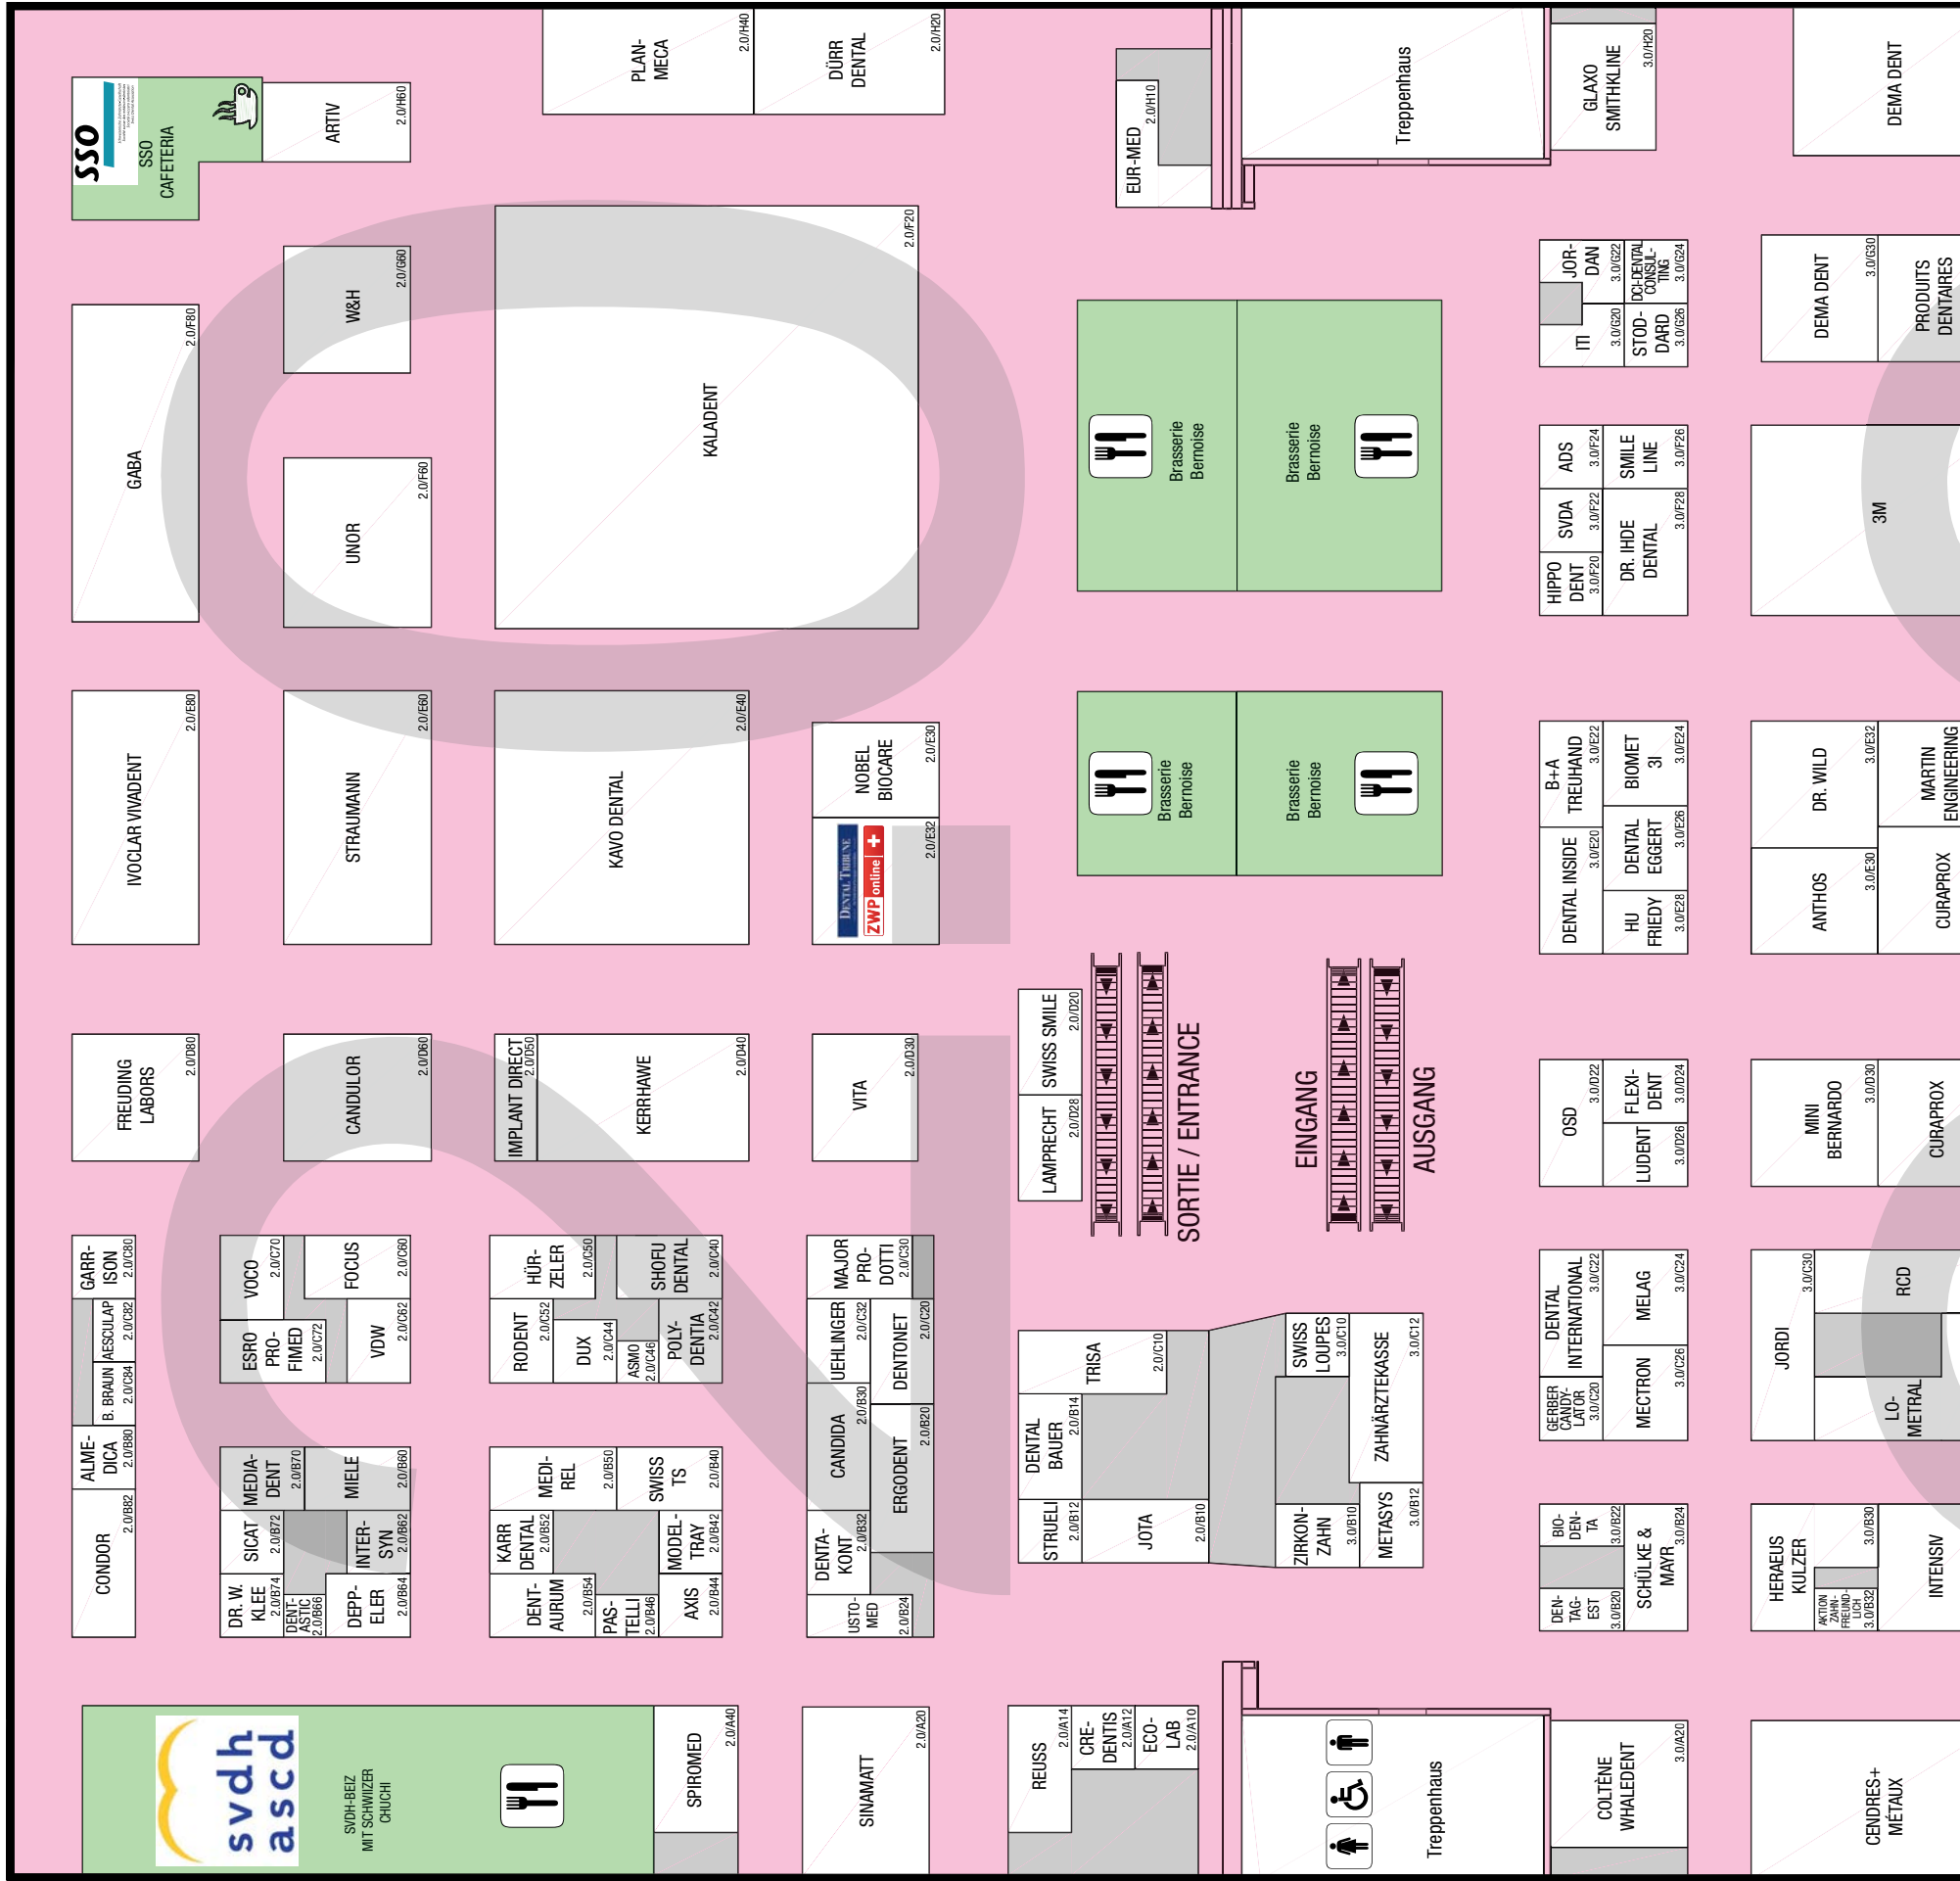 SSO
SSO
CAFETERIA
ARTIV
2.0/H60
PLAN-
MECA
2.0/H40
DÜRR
DENTAL
2.0/H20
EUR-MED
2.0/H10
Treppenhaus
GLAXO
SMITHKLINE
3.0/H20
DEMA DENT
GABA
2.0/F80
W&H
2.0/G60
UNOR
2.0/F60
KALADENT
2.0/F20
Brasserie
Bernoise
Brasserie
Bernoise
JOR-
DAN
3.0/G22
DCI-DENTAL
CONSUL-
TING
3.0/G24
ITI
3.0/G20
STOD-
DARD
3.0/G26
DEMA DENT
3.0/G30
PRODUITS
DENTAIRES
ADS
3.0/F24
SMILE
LINE
3.0/F26
SVDA
3.0/F22
HIPPO
DENT
3.0/F20
DR. IHDE
DENTAL
3.0/F28
3M
IVOCLAR VIVADENT
2.0/E80
STRAUMANN
2.0/E60
KAVO DENTAL
2.0/E40
NOBEL
BIOCARE
2.0/E30
DENTAL TRIBUNE
ZWP online
2.0/E32
Brasserie
Bernoise
Brasserie
Bernoise
B+A
TREUHAND
3.0/E22
BIOMET
3I
3.0/E24
DENTAL INSIDE
3.0/E20
DENTAL
EGGERT
3.0/E26
HU
FRIEDY
3.0/E28
DR. WILD
3.0/E32
MARTIN
ENGINEERING
ANTHOS
3.0/E30
CURAPROX
FREUDING
LABORS
2.0/D80
CANDULOR
2.0/D60
IMPLANT DIRECT
2.0/D50
KERRHAWE
2.0/D40
VITA
2.0/D30
SWISS SMILE
2.0/D20
LAMPRECHT
2.0/D28
SORTIE / ENTRANCE
EINGANG
AUSGANG
OSD
3.0/D22
FLEXI-
DENT
3.0/D24
LUDENT
3.0/D26
MINI
BERNARDO
3.0/D30
CURAPROX
GARR-
ISON
2.0/C80
AESCULAP
2.0/C82
B. BRAUN
2.0/C84
ALME-
DICA
2.0/B80
CONDOR
2.0/B82
VOCO
2.0/C70
FOCUS
2.0/C60
ESRO
PRO-
FIMED
2.0/C72
VDW
2.0/C62
HÜR-
ZELER
2.0/C50
SHOFU
DENTAL
2.0/C40
RODENT
2.0/C52
DUX
2.0/C44
ASMO
2.0/C46
POLY-
DENTIA
2.0/C42
MAJOR
PRO-
DOTTI
2.0/C30
UEHLINGER
2.0/C32
DENTONET
2.0/C20
CANDIDA
2.0/B30
ERGODENT
2.0/B20
DENTA-
KONT
2.0/B32
USTO-
MED
2.0/B24
TRISA
2.0/C10
DENTAL
BAUER
2.0/B14
STRUELI
2.0/B12
JOTA
2.0/B10
SWISS
LOUPES
3.0/C10
ZAHNÄRZTEKASSE
3.0/C12
ZIRKON-
ZAHN
3.0/B10
METASYS
3.0/B12
DENTAL
INTERNATIONAL
3.0/C22
MELAG
3.0/C24
GERBER
CANDY-
LATOR
3.0/C20
MECTRON
3.0/C26
JORDI
3.0/C30
RCD
LO-
METRAL
MEDIA-
DENT
2.0/B70
MIELE
2.0/B60
SICAT
2.0/B72
INTER-
SYN
2.0/B62
DR. W.
KLEE
2.0/B74
DENT-
ASTIC
2.0/B66
DEPP-
ELER
2.0/B64
MEDI-
REL
2.0/B50
SWISS
TS
2.0/B40
KARR
DENTAL
2.0/B52
MODEL-
TRAY
2.0/B42
DENT-
AURUM
2.0/B54
PAS-
TELLI
2.0/B46
AXIS
2.0/B44
BIO-
DEN-
TA
3.0/B22
DEN-
TAG-
EST
3.0/B20
SCHÜLKE &
MAYR
3.0/B24
HERAEUS
KULZER
3.0/B30
AKTION
ZAHN-
FREUND-
LICH
3.0/B32
INTENSIV
svdh
ascd
SVDH-BEIZ
MIT SCHWIIZER
CHUCHI
SPIROMED
2.0/A40
SINAMATT
2.0/A20
REUSS
2.0/A14
CRE-
DENTIS
2.0/A12
ECO-
LAB
2.0/A10
Treppenhaus
COLTÈNE
WHALEDENT
3.0/A20
CENDRES+
MÉTAUX
2.0